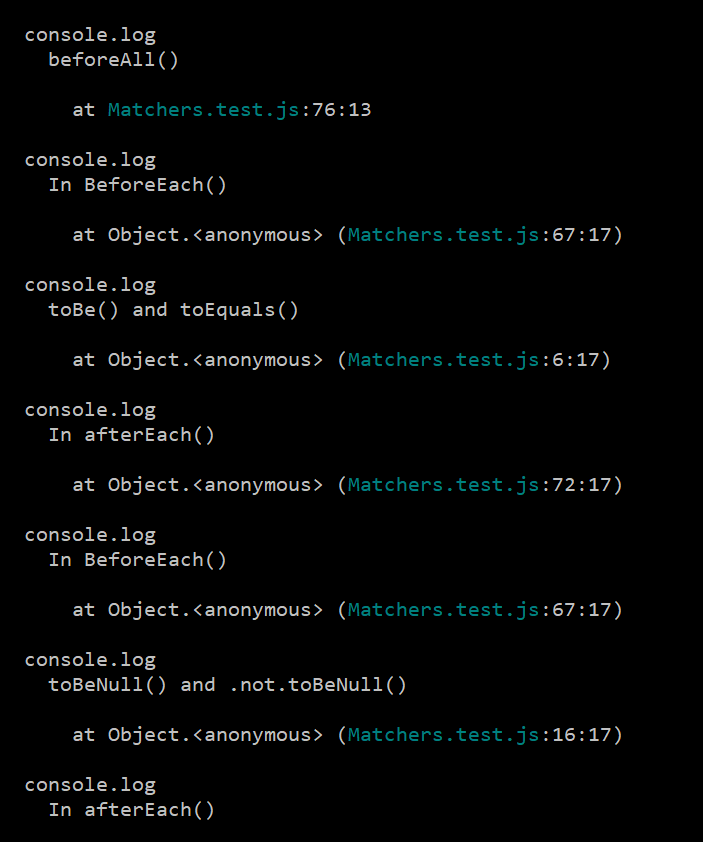 console.log
beforeAll()
at Matchers.test.js:76:13
console.log
In BeforeEach()
at Object.<anonymous> (Matchers.test.js:67:17)
console.log
toBe() and toEquals()
at Object.<anonymous> (Matchers.test.js:6:17)
console.log
In afterEach()
at Object.<anonymous> (Matchers.test.js:72:17)
console.log
In BeforeEach()
at Object.<anonymous> (Matchers.test.js:67:17)
console.log
toBeNull() and .not.toBeNull()
at Object.<anonymous> (Matchers.test.js:16:17)
console.log
In afterEach()